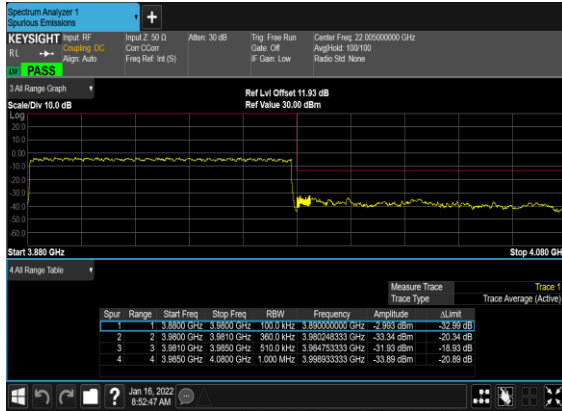 Spectrum Analyzer 1
Spurious Emissions
KEYSIGHT Input: RF Input Z: 50 Ω Atten: 30 dB Trig: Free Run Center Freq: 22.005000000 GHz
RL Coupling: DC Corr CCorr Gate: Off Avg|Hold: 100/100
Align: Auto Freq Ref: Int (S) IF Gain: Low Radio Std: None
PASS
3 All Range Graph
Ref Lvl Offset 11.93 dB
Scale/Div 10.0 dB Ref Value 30.00 dBm
Log
20.0
10.0
0.00
-10.0
-20.0
-30.0
-40.0
-50.0
-60.0
Start 3.880 GHz Stop 4.080 GH
4 All Range Table
Measure Trace Trace 1
Trace Type Trace Average (Active)
Spur Range Start Freq Stop Freq RBW Frequency Amplitude ΔLimit
1 1 3.8800 GHz 3.9800 GHz 100.0 kHz 3.890000000 GHz -2.993 dBm -32.99 dB
2 2 3.9800 GHz 3.9810 GHz 360.0 kHz 3.980248333 GHz -33.34 dBm -20.34 dB
3 3 3.9810 GHz 3.9850 GHz 510.0 kHz 3.984753333 GHz -31.93 dBm -18.93 dB
4 4 3.9850 GHz 4.0800 GHz 1.000 MHz 3.998933333 GHz -33.89 dBm -20.89 dB
? Jan 16, 2022
8:52:47 AM